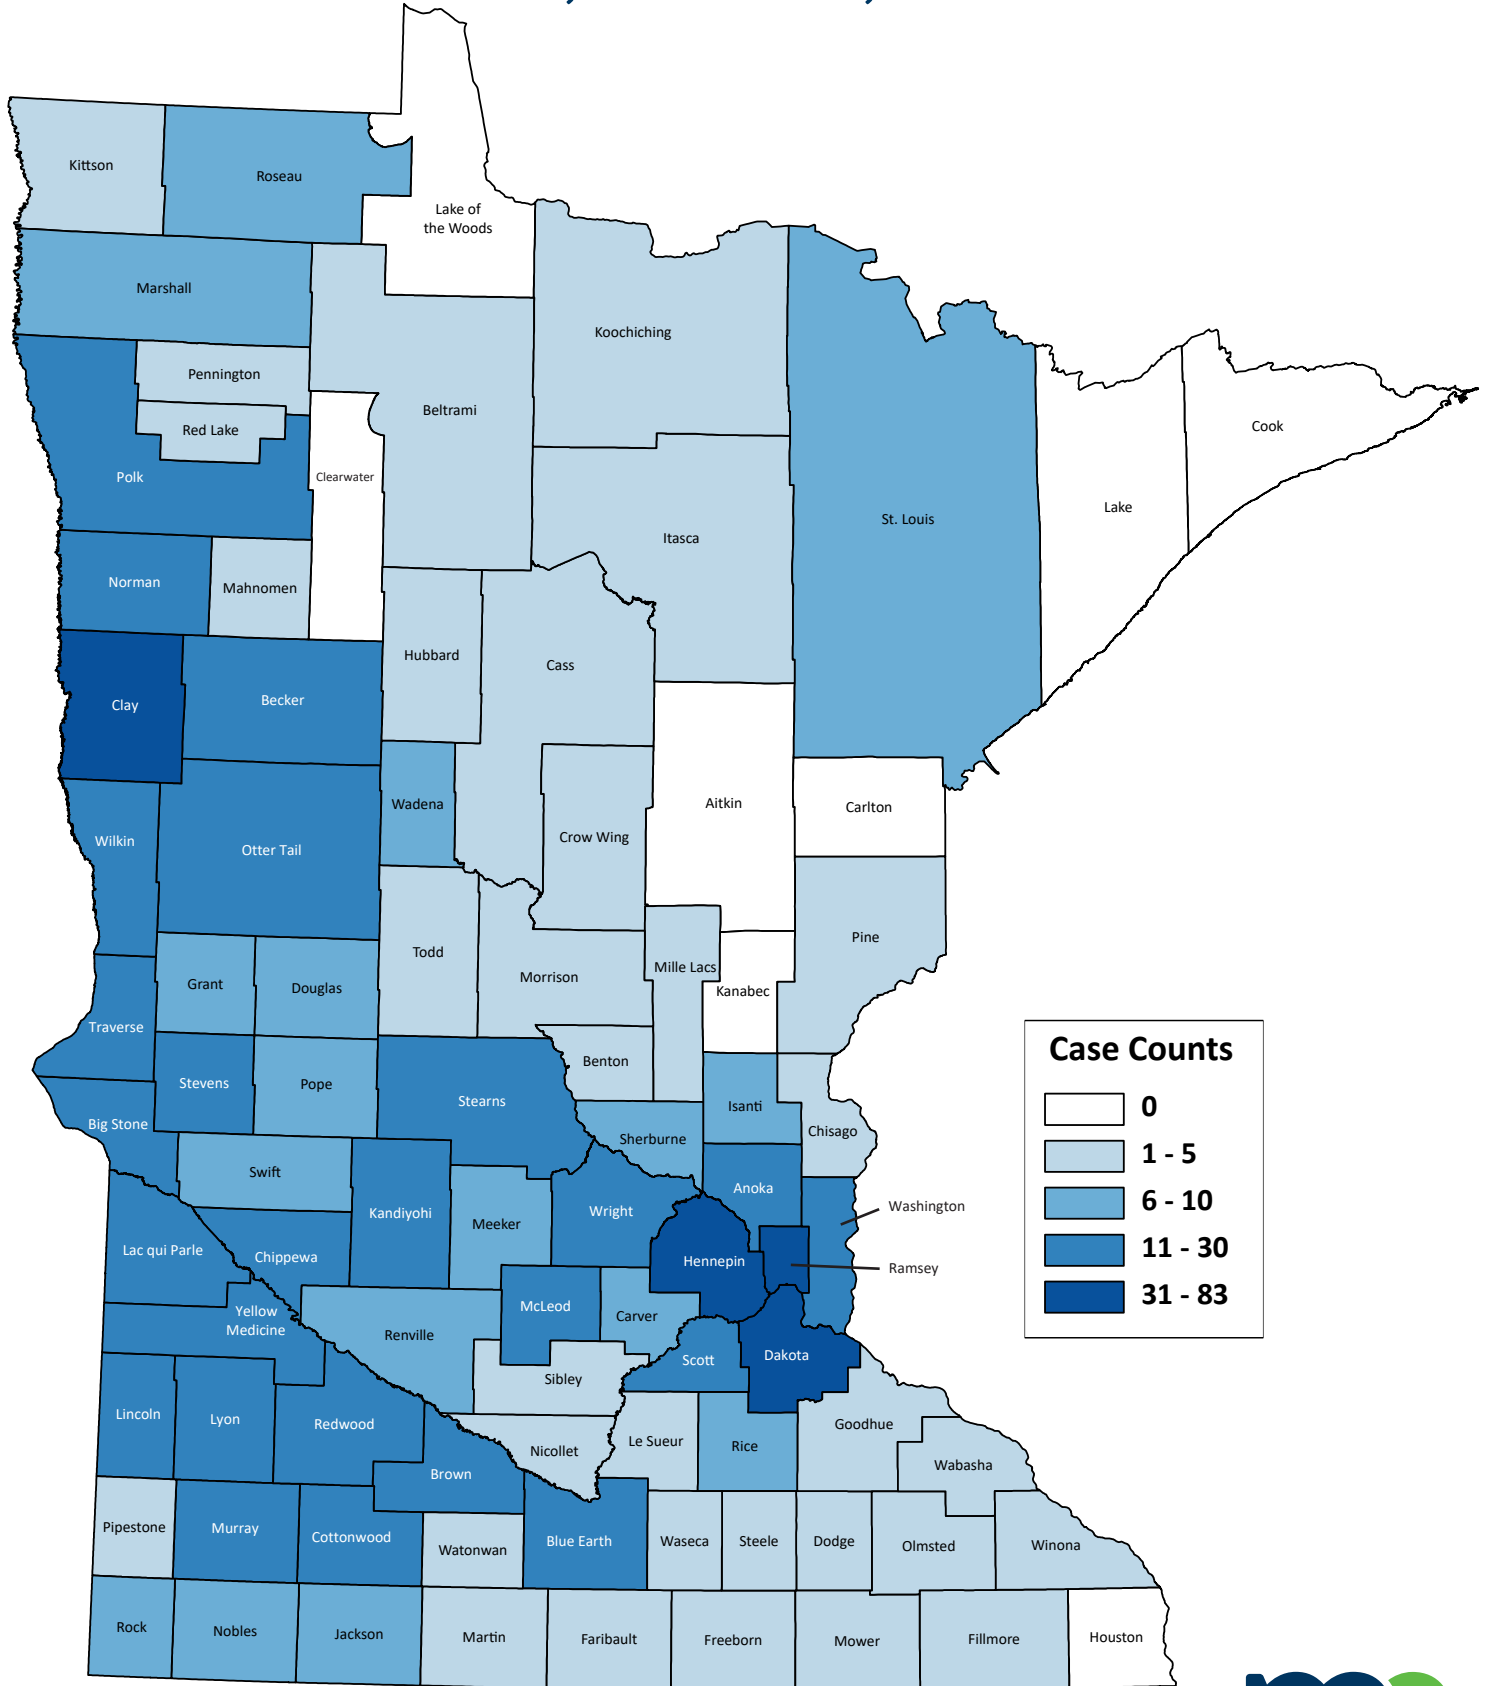 Kittson
Roseau
Lake of
the Woods
Marshall
Koochiching
Pennington
Beltrami
Red Lake
Cook
Polk
Clearwater
Lake
St. Louis
Itasca
Norman
Mahnomen
Hubbard
Cass
Clay
Becker
Wadena
Aitkin
Carlton
Wilkin
Crow Wing
Otter Tail
Pine
Todd
Mille Lacs
Morrison
Grant
Douglas
Kanabec
Traverse
Benton
Stevens
Pope
Stearns
Isanti
Big Stone
Sherburne
Chisago
Swift
Anoka
Kandiyohi
Wright
Meeker
Washington
Lac qui Parle
Chippewa
Hennepin
Ramsey
McLeod
Yellow
Medicine
Carver
Renville
Scott
Dakota
Sibley
Lincoln
Lyon
Redwood
Goodhue
Nicollet
Le Sueur
Rice
Wabasha
Brown
Pipestone
Murray
Cottonwood
Watonwan
Blue Earth
Waseca
Steele
Dodge
Olmsted
Winona
Rock
Nobles
Jackson
Martin
Faribault
Freeborn
Mower
Fillmore
Houston
Case Counts
0
1 - 5
6 - 10
11 - 30
31 - 83